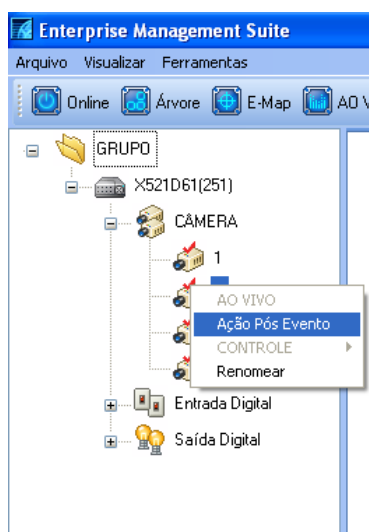 Enterprise Management Suite
Arquivo Visualizar Ferramentas
Online Árvore E-Map AO
GRUPO
X521D61(251)
CÂMERA
1
AO VIVO
Ação Pós Evento
CONTROLE
Renomear
Entrada Digital
Saída Digital